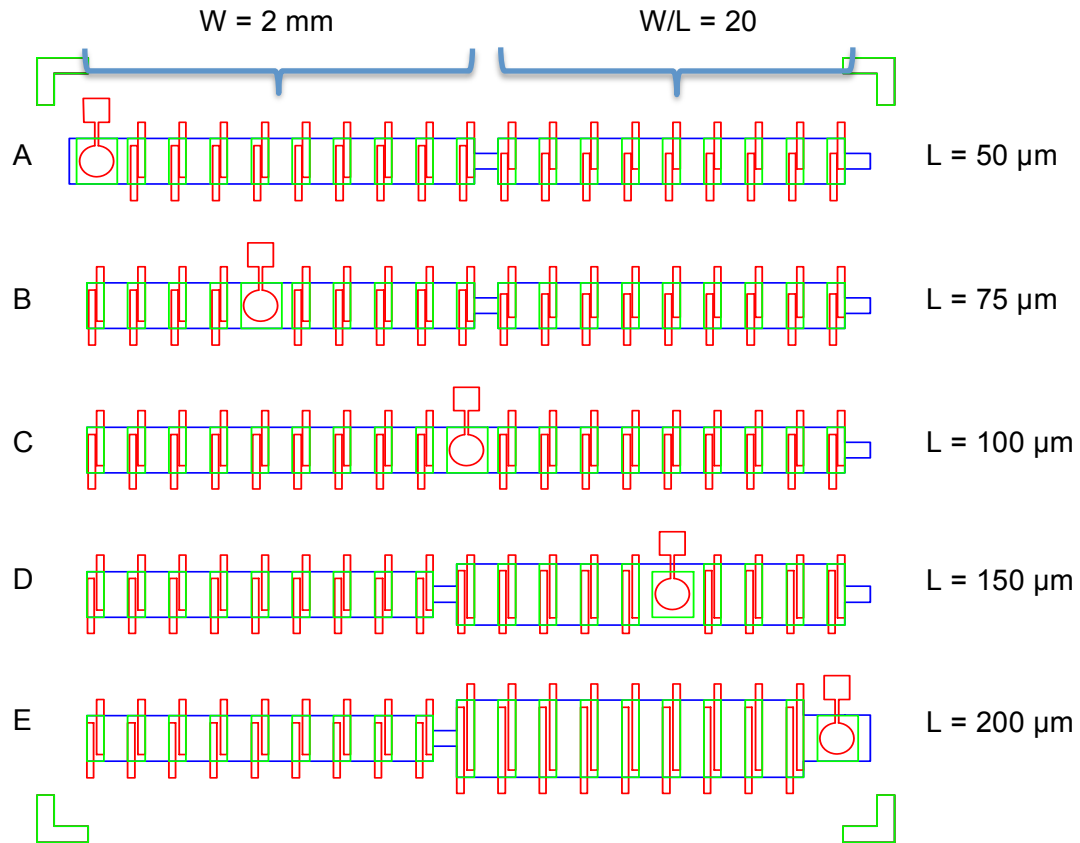 W = 2 mm
W/L = 20
A
L = 50 µm
B
L = 75 µm
C
L = 100 µm
D
L = 150 µm
E
L = 200 µm